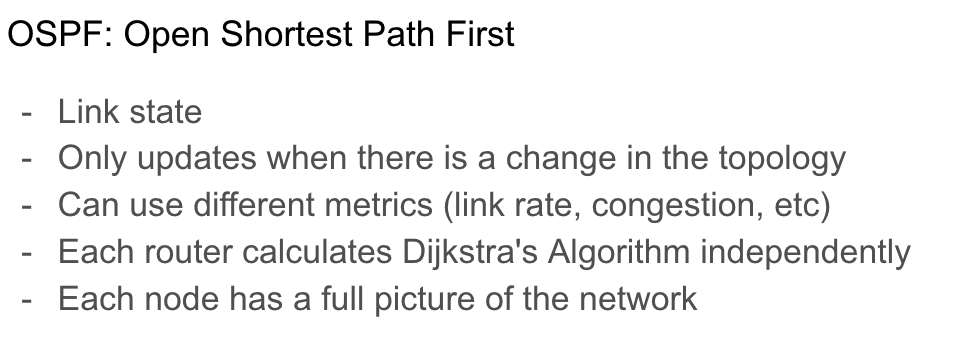 OSPF: Open Shortest Path First
- Link state
- Only updates when there is a change in the topology
- Can use different metrics (link rate, congestion, etc)
- Each router calculates Dijkstra's Algorithm independently
- Each node has a full picture of the network